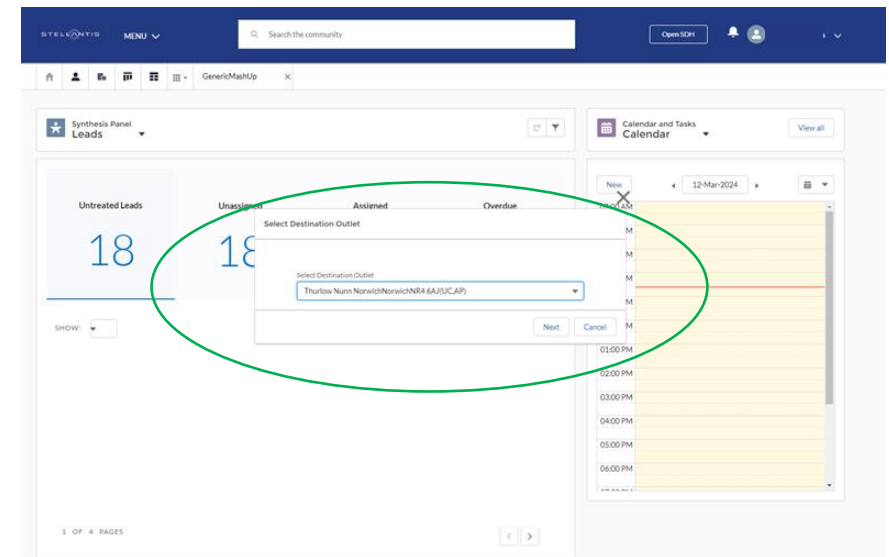 STELLANTIS MENU Search the community Open SDH
GenericMashUp ×
Synthesis Panel
Leads
Calendar and Tasks
Calendar
View all
New 12-Mar-2024
Untreated Leads Unassigned Assigned Overdue
18 18
Select Destination Outlet
Select Destination Outlet
Thurlow Nunn NorwichNorwichNR4 6AJ(UC,AP)
Next Cancel
SHOW:
01:00 PM
02:00 PM
03:00 PM
04:00 PM
05:00 PM
06:00 PM
1 OF 4 PAGES